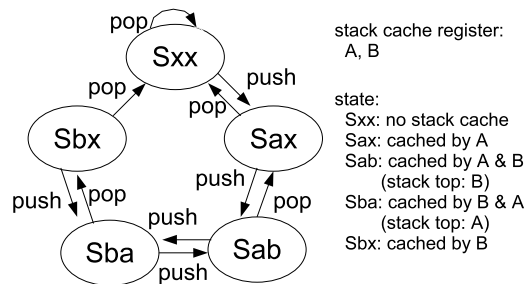 pop
Sxx
pop
push
pop
Sbx
Sax
push
pop
push
push
pop
Sba
Sab
push
stack cache register:
A, B
state:
Sxx: no stack cache
Sax: cached by A
Sab: cached by A & B
(stack top: B)
Sba: cached by B & A
(stack top: A)
Sbx: cached by B